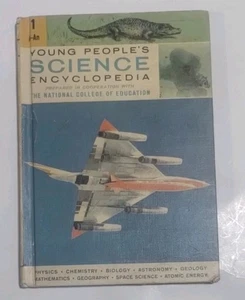 1
A-An
YOUNG PEOPLE'S
SCIENCE
ENCYCLOPEDIA
PREPARED IN COOPERATION WITH
THE NATIONAL COLLEGE OF EDUCATION
PHYSICS • CHEMISTRY • BIOLOGY • ASTRONOMY • GEOLOGY
MATHEMATICS • GEOGRAPHY • SPACE SCIENCE • ATOMIC ENERGY